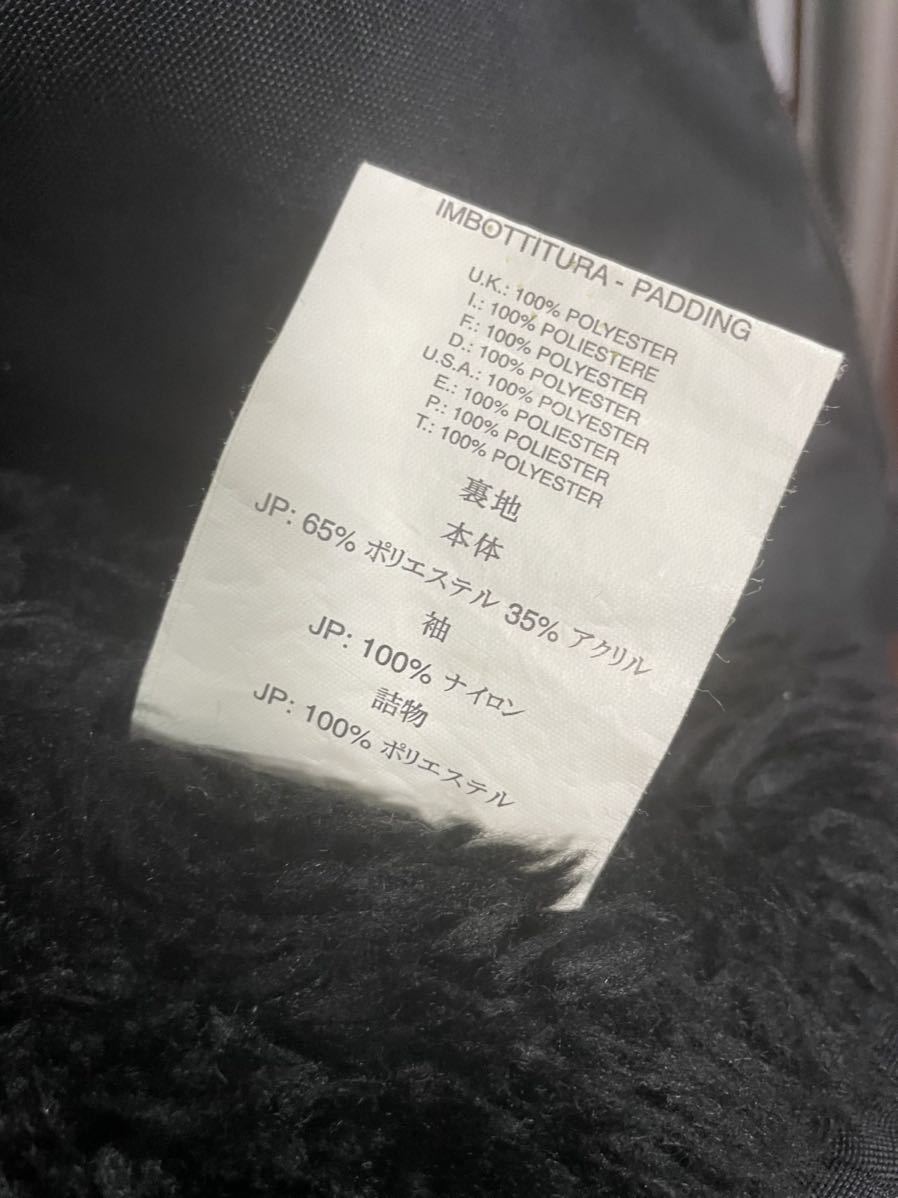 IMBOTTITURA - PADDING
U.K.: 100% POLYESTER
I.: 100% POLIESTERE
F.: 100% POLYESTER
D.: 100% POLYESTER
U.S.A.: 100% POLYESTER
E.: 100% POLIESTER
P.: 100% POLIESTER
T.: 100% POLYESTER
裏地
本体
JP: 65% ポリエステル 35% アクリル
袖
JP: 100% ナイロン
詰物
JP: 100% ポリエステル